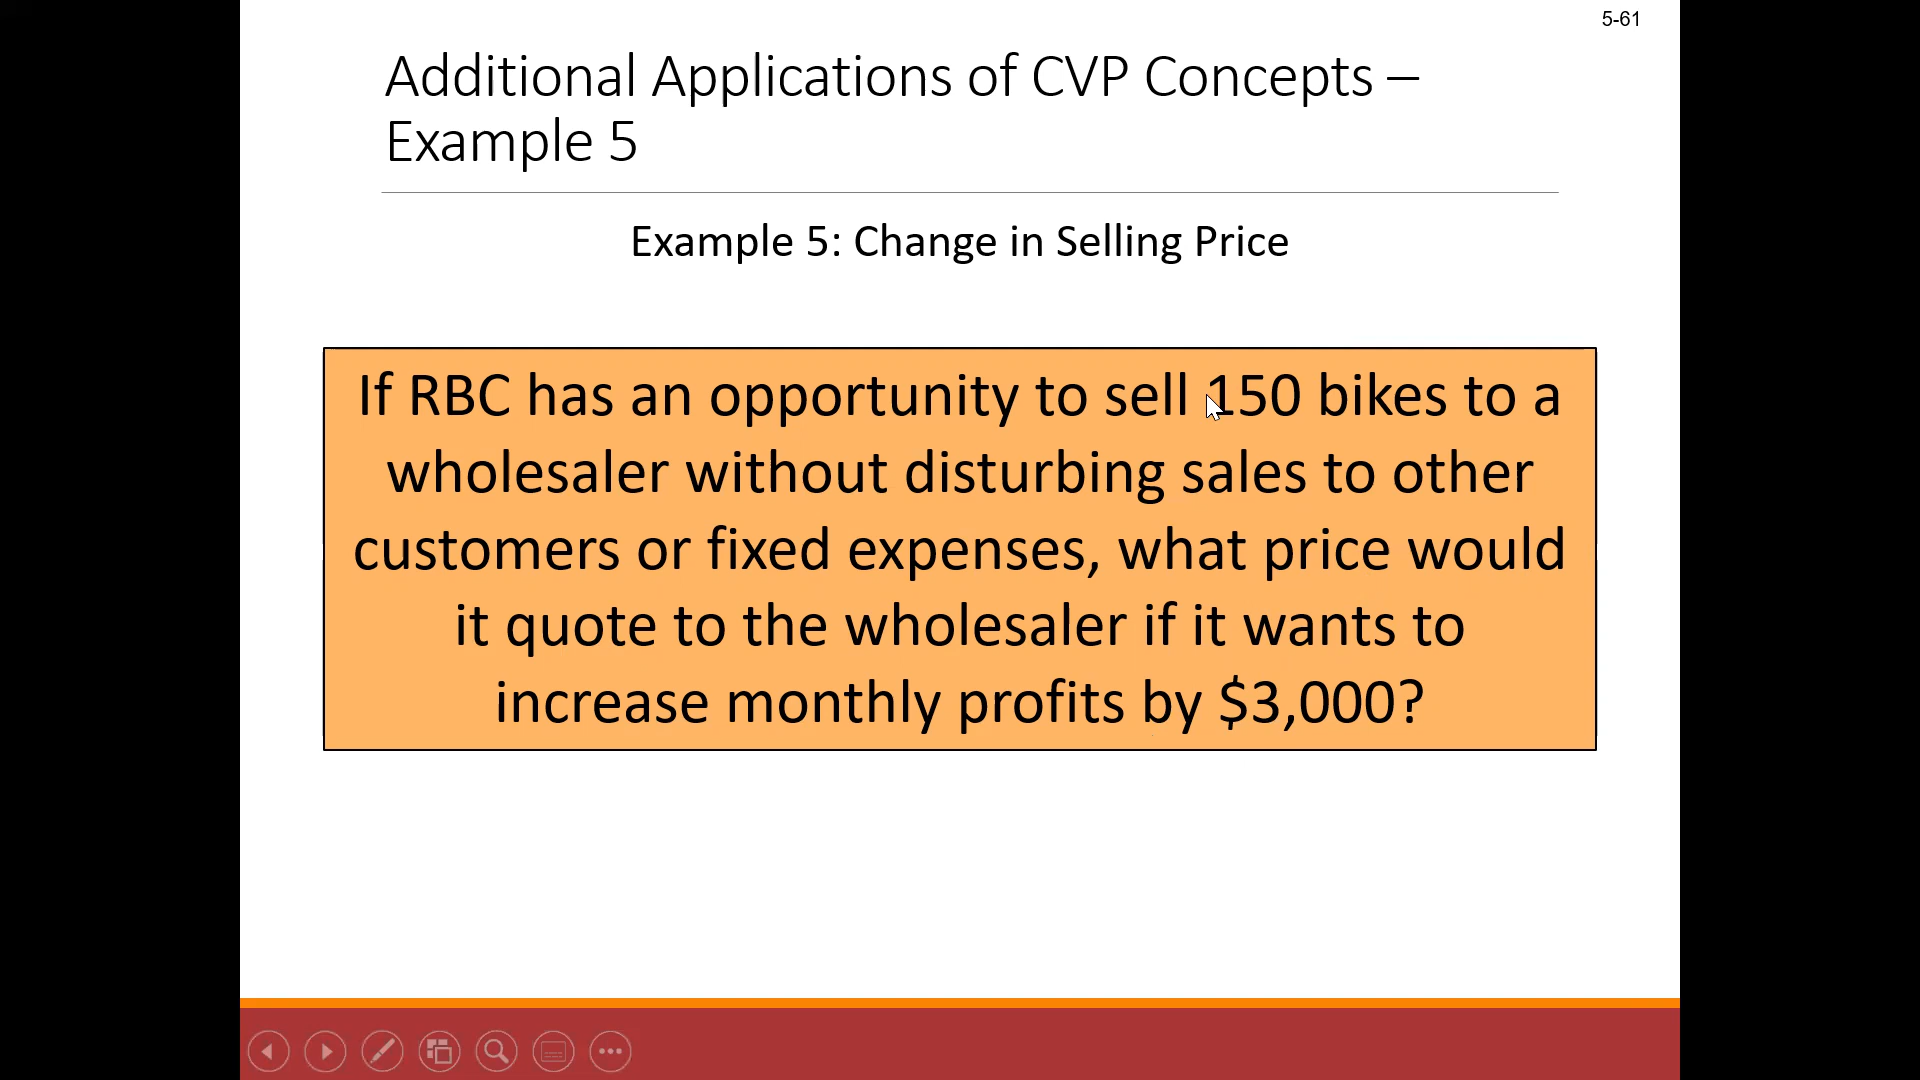 5-61
Additional Applications of CVP Concepts –
Example 5
Example 5: Change in Selling Price
If RBC has an opportunity to sell 150 bikes to a
wholesaler without disturbing sales to other
customers or fixed expenses, what price would
it quote to the wholesaler if it wants to
increase monthly profits by $3,000?